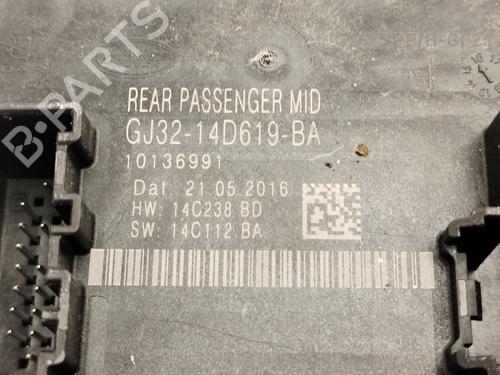 B-PARTS
REAR PASSENGER MID
GJ32-14D619-BA
10136991
Dat. 21.05.2016
HW: 14C238 BD
SW: 14C112 BA